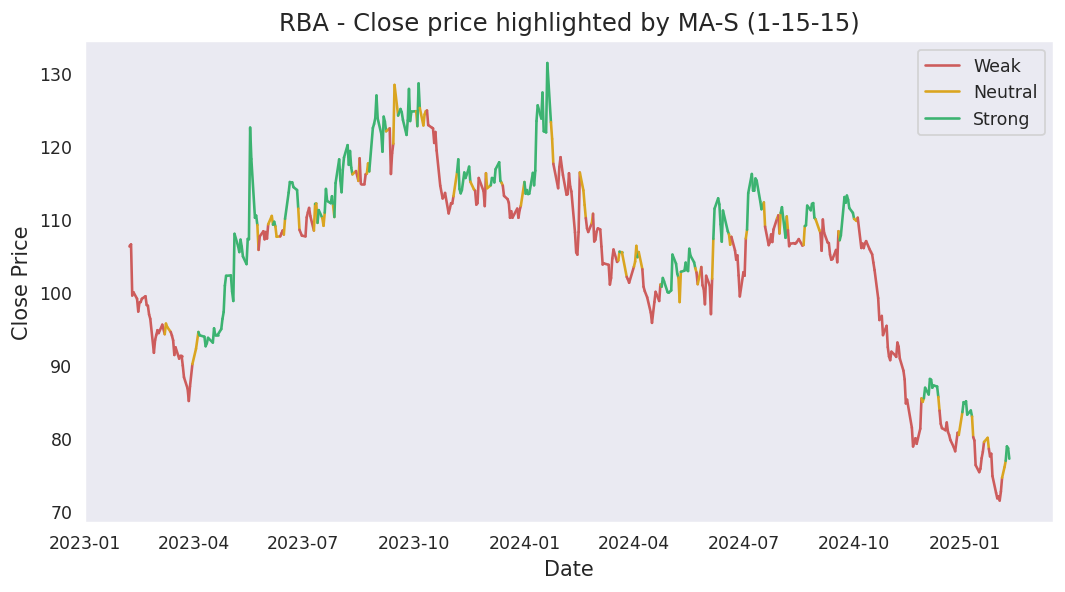 RBA - Close price highlighted by MA-S (1-15-15)
Weak
Neutral
Strong
Close Price
130
120
110
100
90
80
70
2023-01 2023-04 2023-07 2023-10 2024-01 2024-04 2024-07 2024-10 2025-01
Date